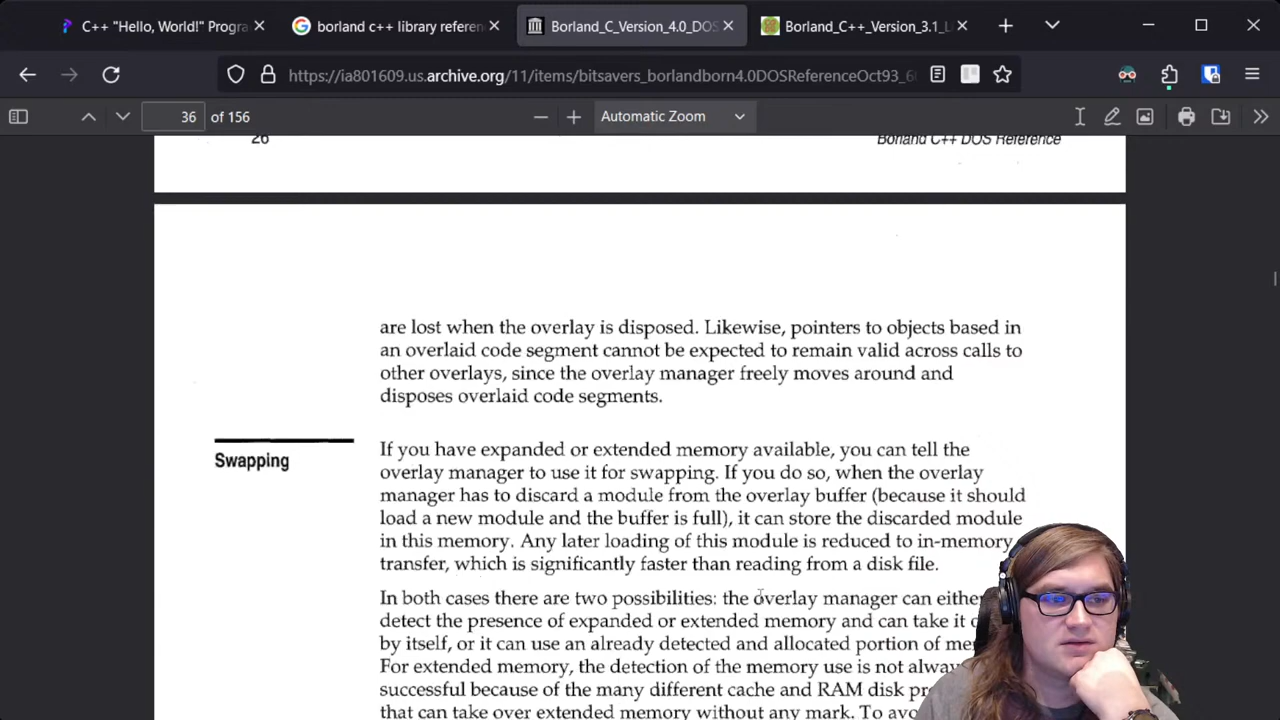 C++ "Hello, World!" Progra
borland c++ library referen
Borland_C_Version_4.0_DOS
Borland_C++_Version_3.1_L
https://ia801609.us.archive.org/11/items/bitsavers_borlandborn4.0DOSReferenceOct93_6
36 of 156
Automatic Zoom
26
Borland C++ DOS Reference
are lost when the overlay is disposed. Likewise, pointers to objects based in
an overlaid code segment cannot be expected to remain valid across calls to
other overlays, since the overlay manager freely moves around and
disposes overlaid code segments.
Swapping
If you have expanded or extended memory available, you can tell the
overlay manager to use it for swapping. If you do so, when the overlay
manager has to discard a module from the overlay buffer (because it should
load a new module and the buffer is full), it can store the discarded module
in this memory. Any later loading of this module is reduced to in-memory
transfer, which is significantly faster than reading from a disk file.
In both cases there are two possibilities: the overlay manager can either
detect the presence of expanded or extended memory and can take it
by itself, or it can use an already detected and allocated portion of
For extended memory, the detection of the memory use is not
successful because of the many different cache and RAM disk
that can take over extended memory without any mark. To